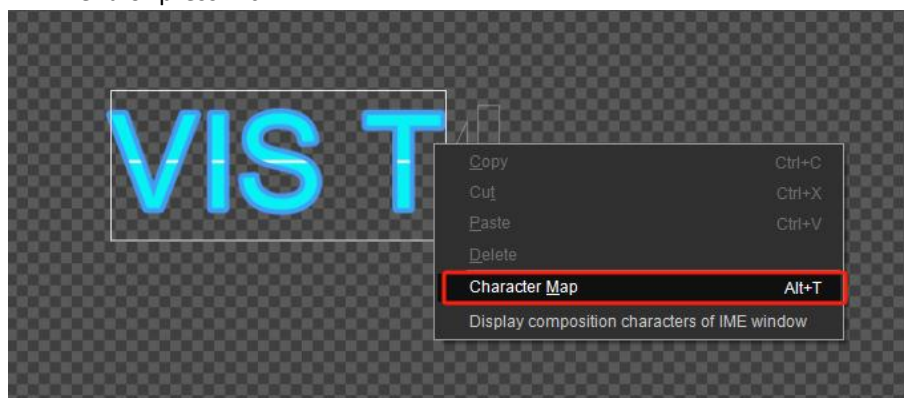 VIS T
Copy Ctrl+C
Cut Ctrl+X
Paste Ctrl+V
Delete
Character Map Alt+T
Display composition characters of IME window